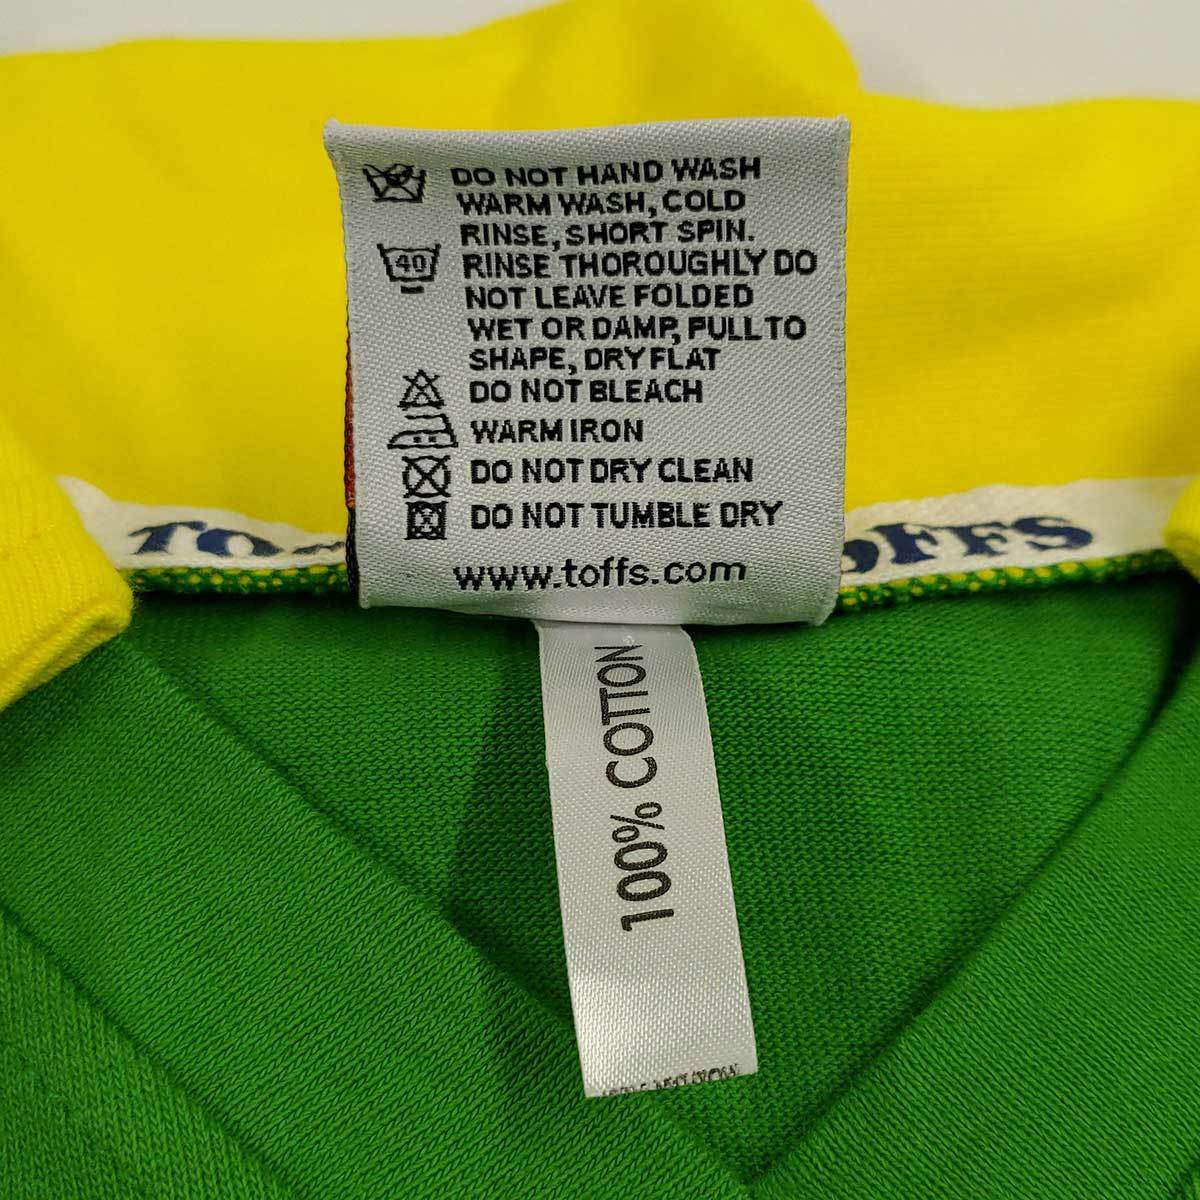 DO NOT HAND WASH
WARM WASH, COLD
RINSE, SHORT SPIN.
40
RINSE THOROUGHLY DO
NOT LEAVE FOLDED
WET OR DAMP, PULL TO
SHAPE, DRY FLAT
DO NOT BLEACH
WARM IRON
DO NOT DRY CLEAN
DO NOT TUMBLE DRY
www.toffs.com
TOFFS
100% COTTON